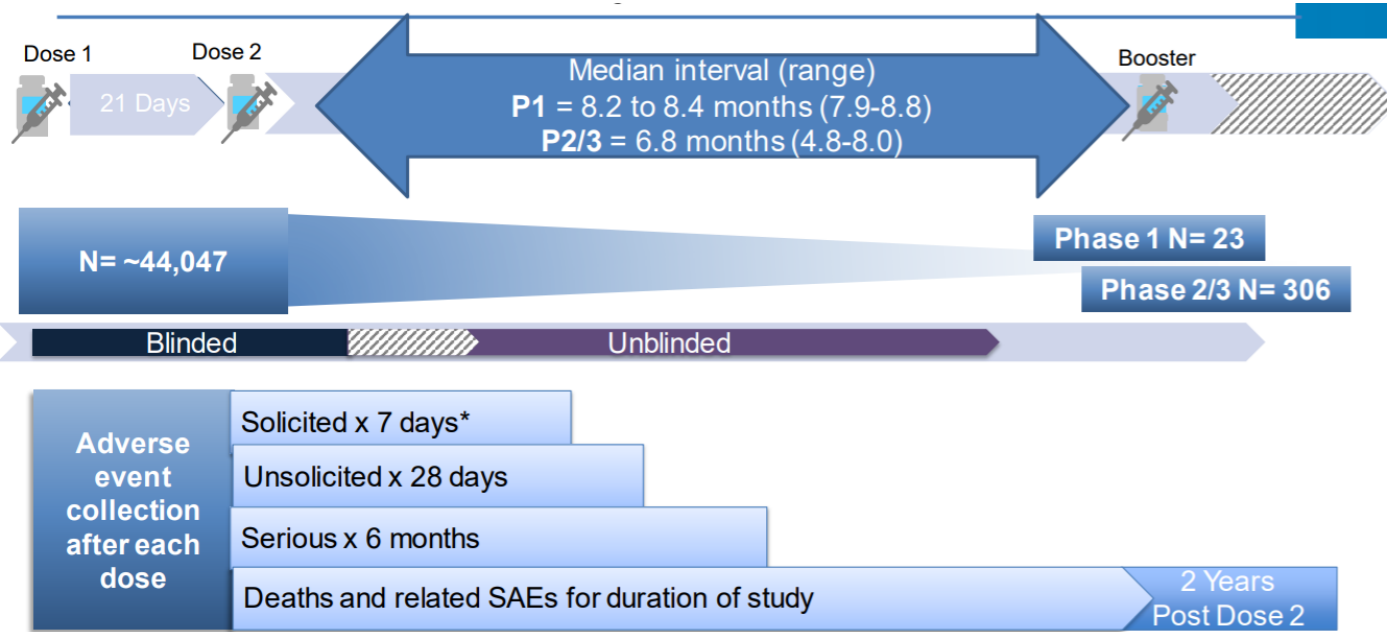 Dose 1
Dose 2
Booster
21 Days
Median interval (range)
P1 = 8.2 to 8.4 months (7.9-8.8)
P2/3 = 6.8 months (4.8-8.0)
N= ~44,047
Phase 1 N= 23
Phase 2/3 N= 306
Blinded
Unblinded
Adverse
event
collection
after each
dose
Solicited x 7 days*
Unsolicited x 28 days
Serious x 6 months
Deaths and related SAEs for duration of study
2 Years
Post Dose 2